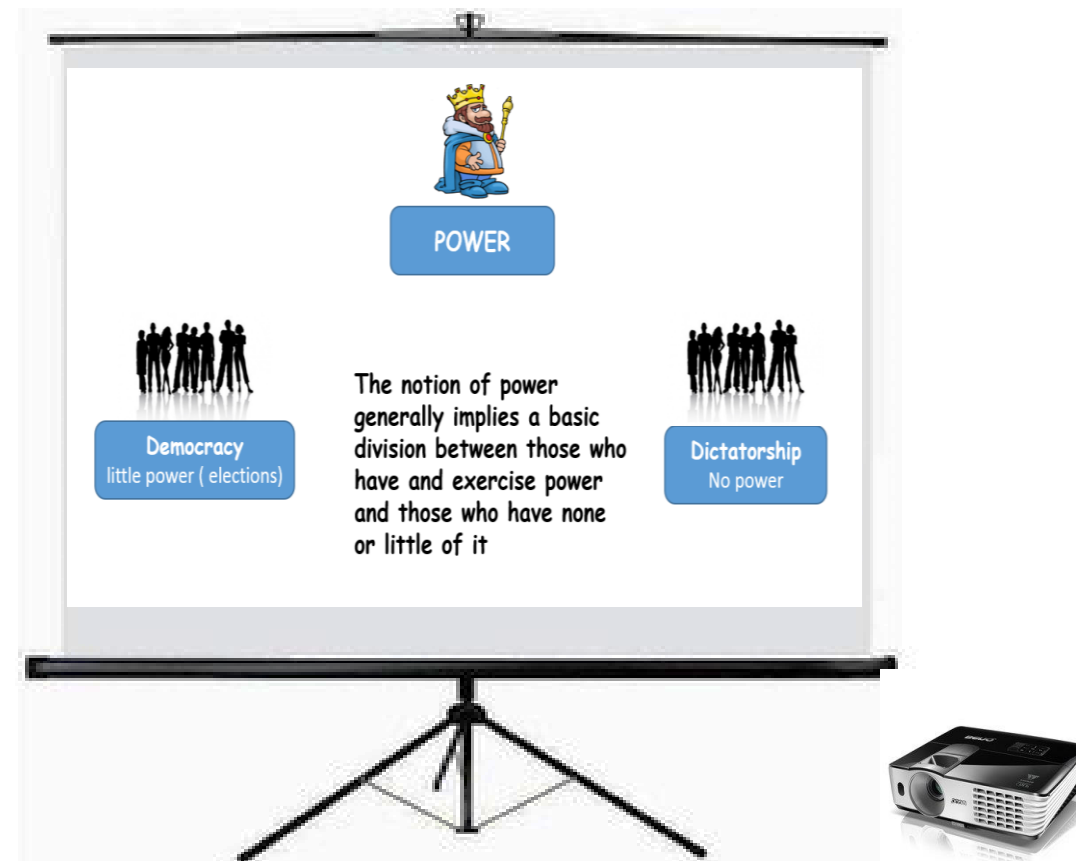 POWER
Democracy
little power ( elections)
The notion of power
generally implies a basic
division between those who
have and exercise power
and those who have none
or little of it
Dictatorship
No power